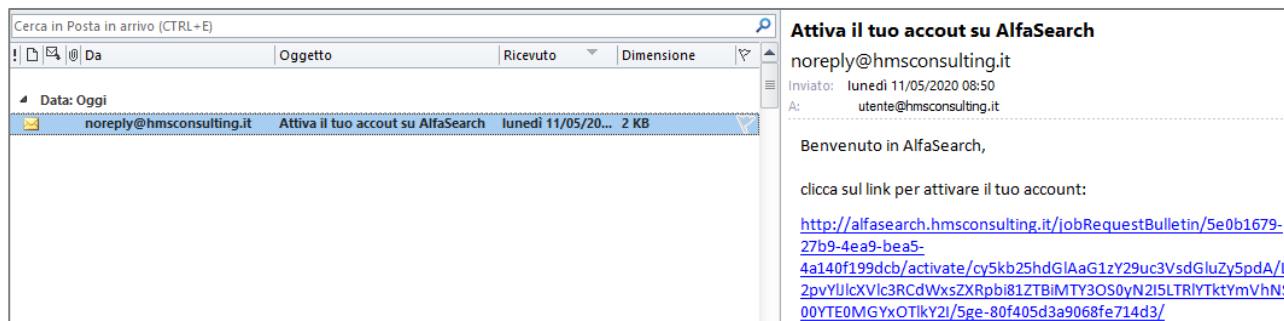 Cerca in Posta in arrivo (CTRL+E)
! Da Oggetto Ricevuto Dimensione
Data: Oggi
noreply@hmsconsulting.it Attiva il tuo accout su AlfaSearch lunedì 11/05/20... 2 KB
Attiva il tuo accout su AlfaSearch
noreply@hmsconsulting.it
Inviato: lunedì 11/05/2020 08:50
A: utente@hmsconsulting.it
Benvenuto in AlfaSearch,
clicca sul link per attivare il tuo account:
http://alfasearch.hmsconsulting.it/jobRequestBulletin/5e0b1679-
27b9-4ea9-bea5-
4a140f199dcb/activate/cy5kb25hdGlAaG1zY29uc3VsdGluZy5pdA/L
2pvYlJlcXVlc3RCdWxsZXRpbi81ZTBiMTY3OS0yN2I5LTRlYTktYmVhNS
00YTE0MGYxOTlkY2I/5ge-80f405d3a9068fe714d3/